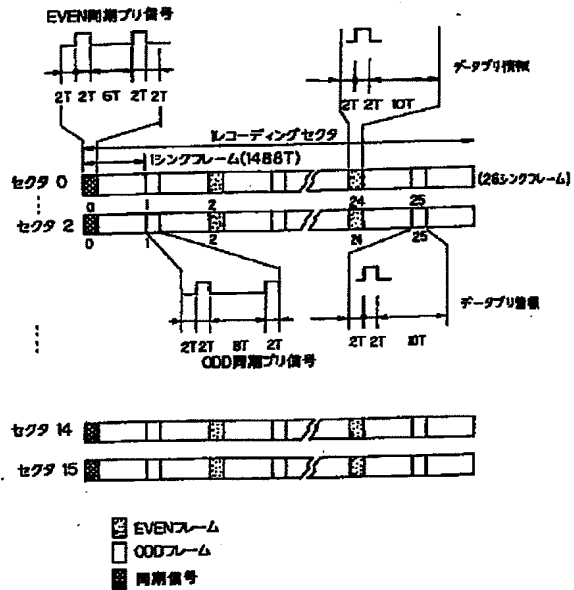 EVEN同期プリ信号
2T 2T 6T 2T 2T
データプリ情報
2T 2T 10T
1レコーディングセクタ
1シンクフレーム(1488T)
セクタ 0
(26シンクフレーム)
0 1 2 24 25
セクタ 2
0 1 2 24 25
2T 2T 8T 2T
ODD同期プリ信号
データプリ情報
2T 2T 10T
セクタ 14
セクタ 15
EVENフレーム
ODDフレーム
同期信号